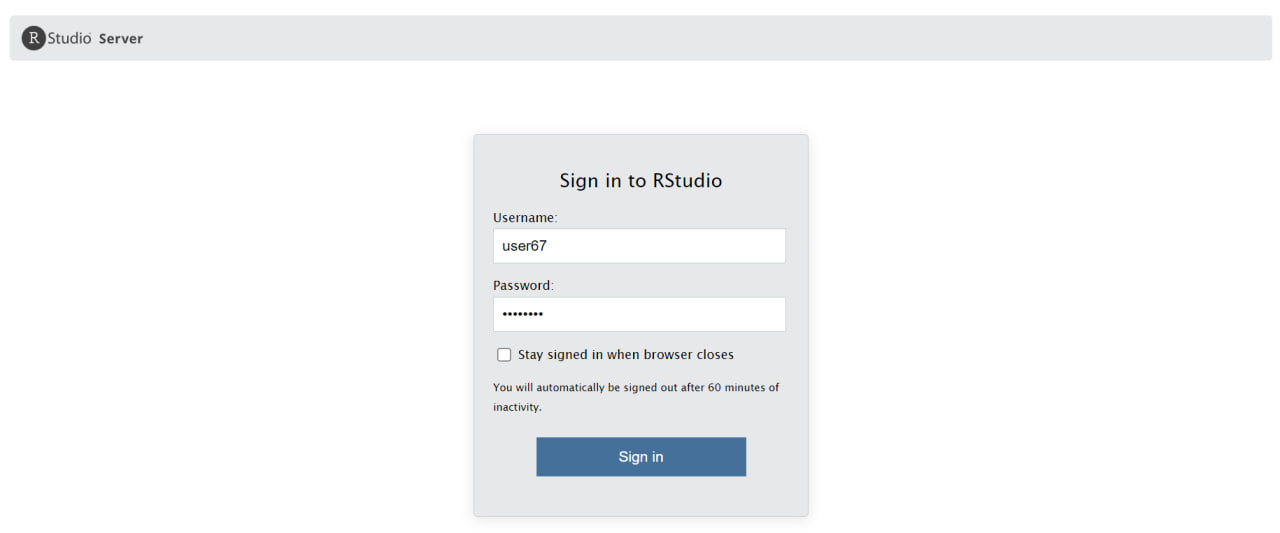 RStudio Server
Sign in to RStudio
Username:
user67
Password:
••••••••
Stay signed in when browser closes
You will automatically be signed out after 60 minutes of
inactivity.
Sign in